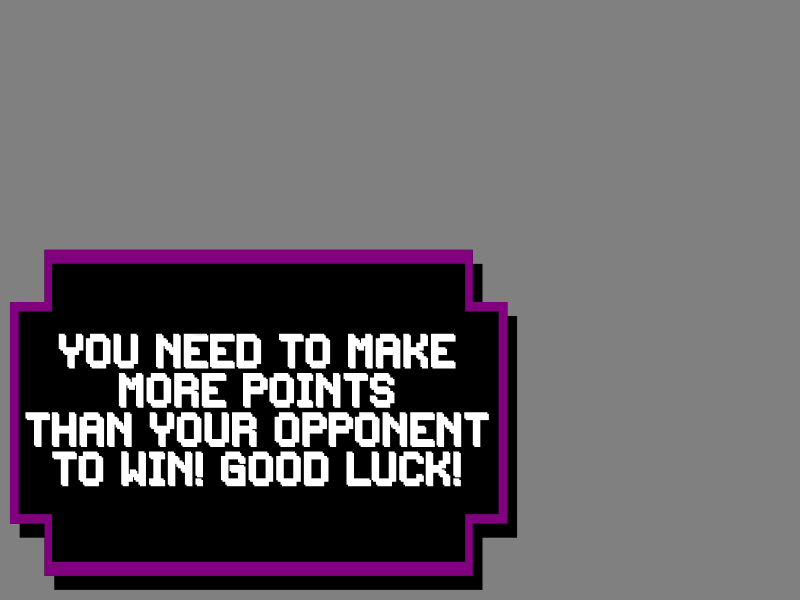 YOU NEED TO MAKE
MORE POINTS
THAN YOUR OPPONENT
TO WIN! GOOD LUCK!